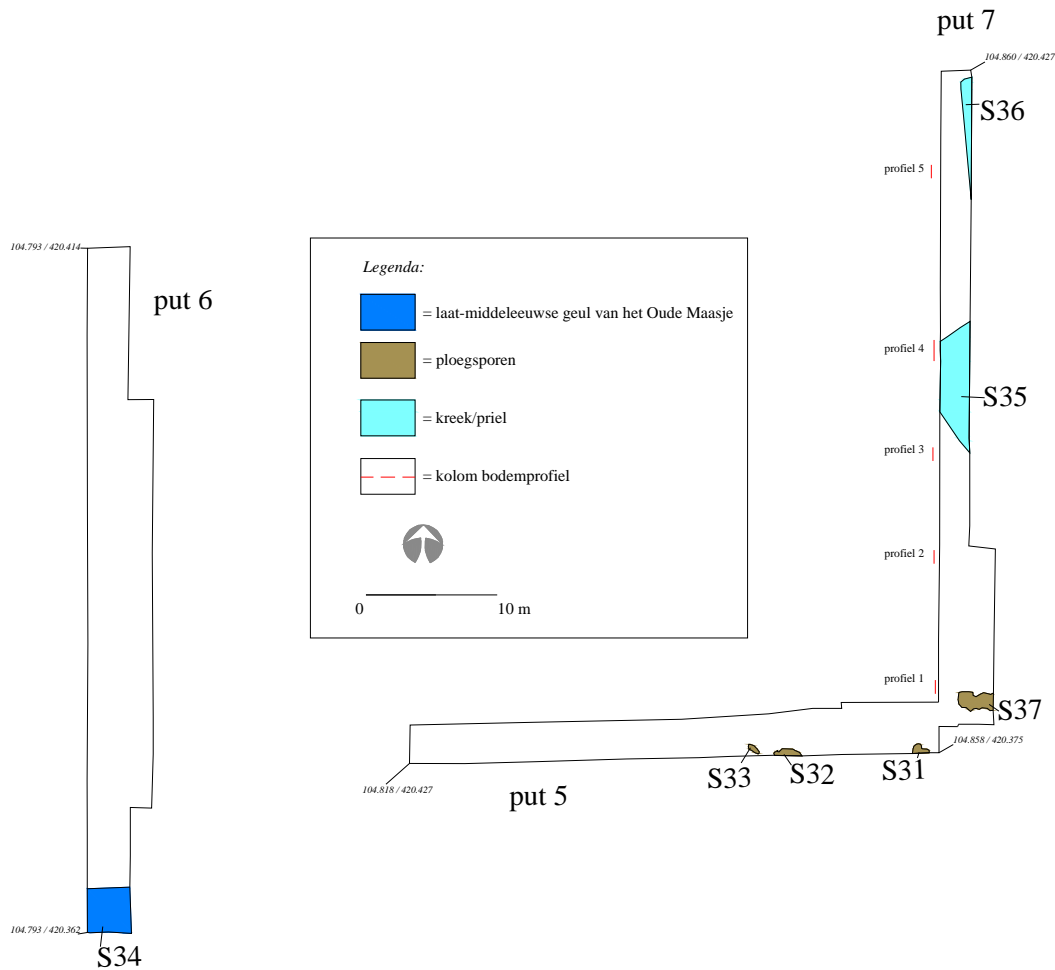 put 7
104.860 / 420.427
S36
profiel 5
104.793 / 420.414
put 6
Legenda:
= laat-middeleeuwse geul van het Oude Maasje
= ploegsporen
= kreek/priel
= kolom bodemprofiel
0 10 m
profiel 4
S35
profiel 3
profiel 2
profiel 1
S37
104.858 / 420.375
S33
S32
S31
104.818 / 420.427
put 5
104.793 / 420.362
S34